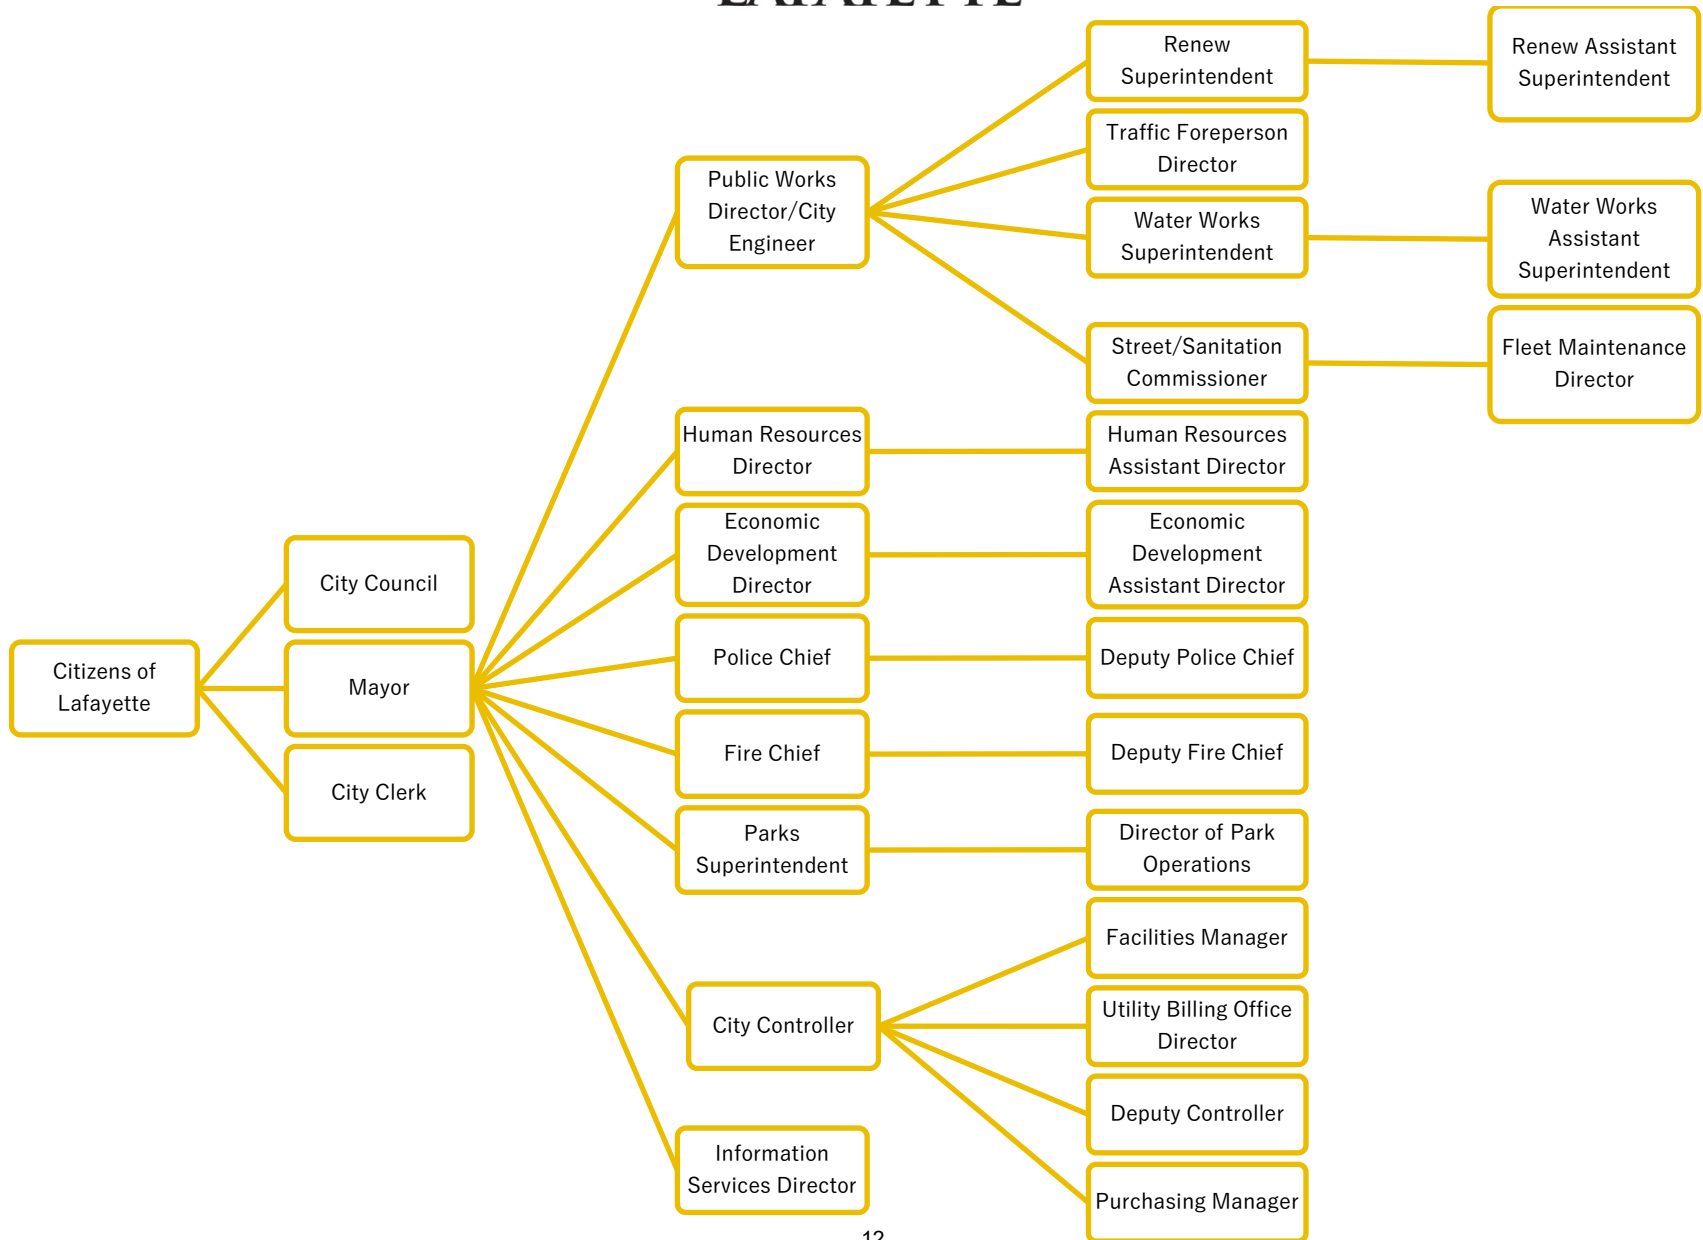 LAFAYETTE
Renew
Superintendent
Renew Assistant
Superintendent
Traffic Foreperson
Director
Public Works
Director/City
Engineer
Water Works
Superintendent
Water Works
Assistant
Superintendent
Street/Sanitation
Commissioner
Fleet Maintenance
Director
Human Resources
Director
Human Resources
Assistant Director
Economic
Development
Director
Economic
Development
Assistant Director
City Council
Citizens of
Lafayette
Mayor
Police Chief
Deputy Police Chief
Fire Chief
Deputy Fire Chief
City Clerk
Parks
Superintendent
Director of Park
Operations
Facilities Manager
City Controller
Utility Billing Office
Director
Deputy Controller
Information
Services Director
Purchasing Manager
12